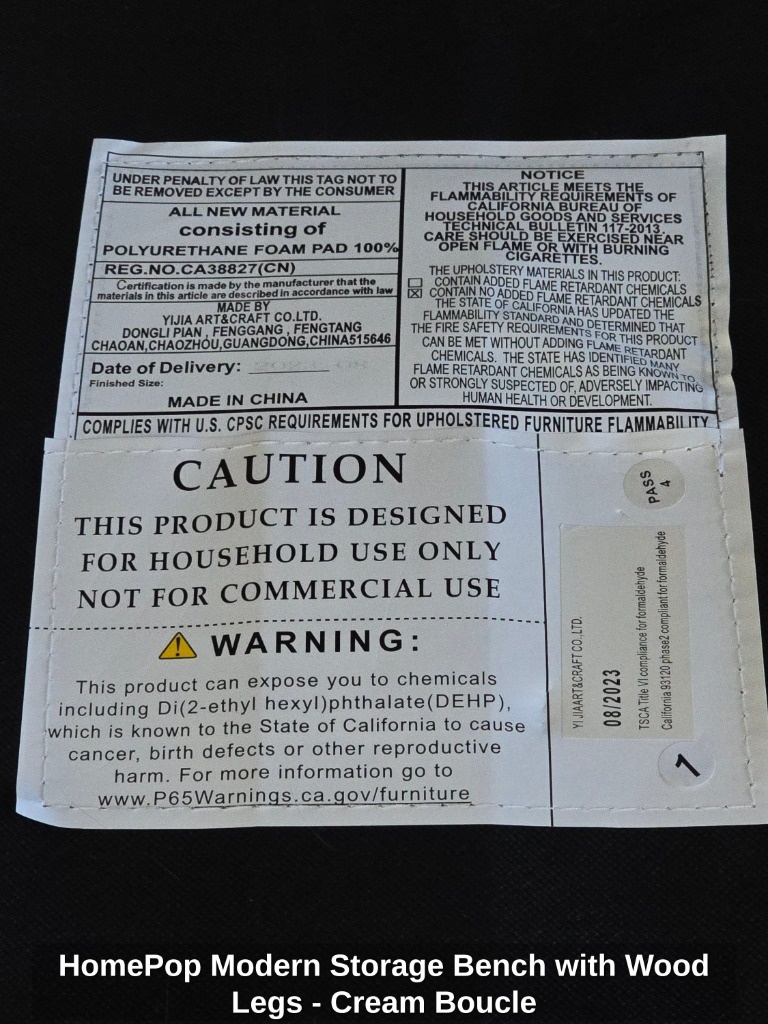 UNDER PENALTY OF LAW THIS TAG NOT TO
BE REMOVED EXCEPT BY THE CONSUMER
ALL NEW MATERIAL
consisting of
POLYURETHANE FOAM PAD 100%
REG.NO.CA38827(CN)
Certification is made by the manufacturer that the
materials in this article are described in accordance with law
MADE BY
YIJIA ART&CRAFT CO.LTD.
DONGLI PIAN , FENGGANG , FENGTANG
CHAOAN,CHAOZHOU,GUANGDONG,CHINA515646
Date of Delivery:
Finished Size:
MADE IN CHINA
NOTICE
THIS ARTICLE MEETS THE
FLAMMABILITY REQUIREMENTS OF
CALIFORNIA BUREAU OF
HOUSEHOLD GOODS AND SERVICES
TECHNICAL BULLETIN 117-2013.
CARE SHOULD BE EXERCISED NEAR
OPEN FLAME OR WITH BURNING
CIGARETTES.
THE UPHOLSTERY MATERIALS IN THIS PRODUCT:
☐ CONTAIN ADDED FLAME RETARDANT CHEMICALS
☒ CONTAIN NO ADDED FLAME RETARDANT CHEMICALS
THE STATE OF CALIFORNIA HAS UPDATED THE
FLAMMABILITY STANDARD AND DETERMINED THAT
THE FIRE SAFETY REQUIREMENTS FOR THIS PRODUCT
CAN BE MET WITHOUT ADDING FLAME RETARDANT
CHEMICALS. THE STATE HAS IDENTIFIED MANY
FLAME RETARDANT CHEMICALS AS BEING KNOWN TO,
OR STRONGLY SUSPECTED OF, ADVERSELY IMPACTING
HUMAN HEALTH OR DEVELOPMENT.
COMPLIES WITH U.S. CPSC REQUIREMENTS FOR UPHOLSTERED FURNITURE FLAMMABILITY
CAUTION
THIS PRODUCT IS DESIGNED
FOR HOUSEHOLD USE ONLY
NOT FOR COMMERCIAL USE
⚠ WARNING:
This product can expose you to chemicals
including Di(2-ethyl hexyl)phthalate(DEHP),
which is known to the State of California to cause
cancer, birth defects or other reproductive
harm. For more information go to
www.P65Warnings.ca.gov/furniture
PASS
4
YI JIAART&CRAFT CO.,LTD.
08/2023
TSCA Title VI compliance for formaldehyde
California 93120 phase2 compliant for formaldehyde
1
HomePop Modern Storage Bench with Wood
Legs - Cream Boucle